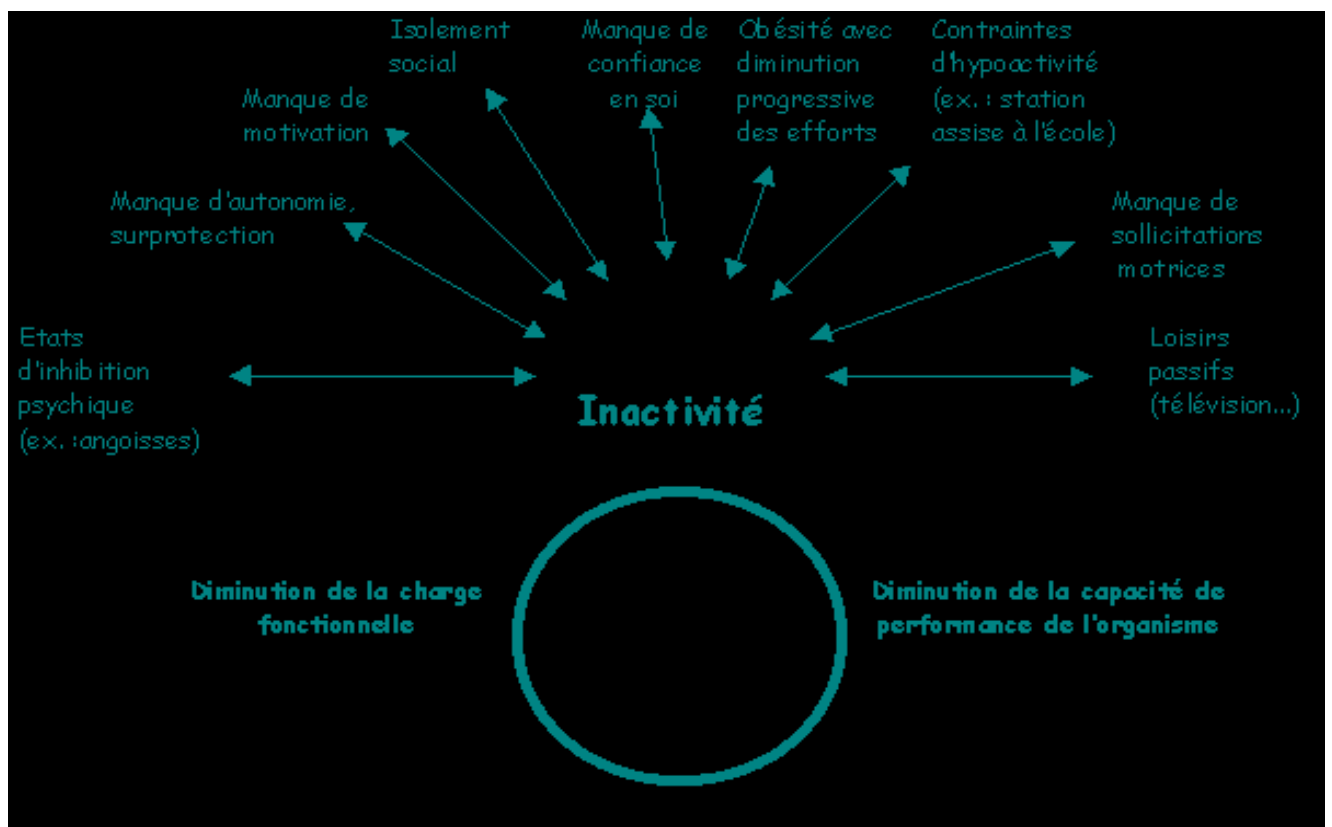 Isolement
social
Manque de
confiance
en soi
Obésité avec
diminution
progressive
des efforts
Contraintes
d'hypoactivité
(ex. : station
assise à l'école)
Manque de
motivation
Manque d'autonomie,
surprotection
Manque de
sollicitations
motrices
Etats
d'inhibition
psychique
(ex. :angoisses)
Loisirs
passifs
(télévision...)
Inactivité
Diminution de la charge
fonctionnelle
Diminution de la capacité de
performance de l'organisme